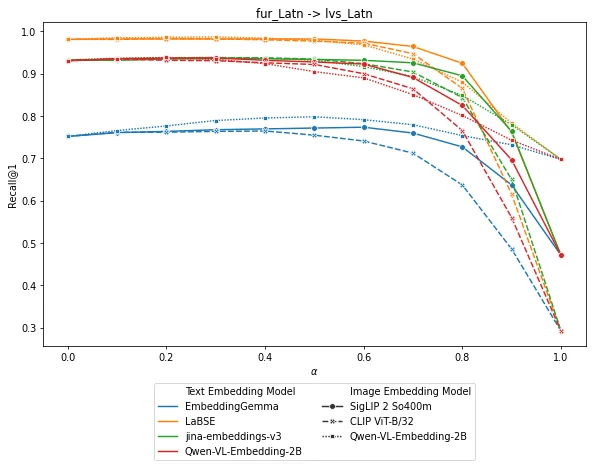 fur_Latn -> lvs_Latn
1.0
0.9
0.8
0.7
0.6
0.5
0.4
0.3
Recall@1
0.0 0.2 0.4 0.6 0.8 1.0
α
Text Embedding Model Image Embedding Model
EmbeddingGemma SigLIP 2 So400m
LaBSE CLIP ViT-B/32
jina-embeddings-v3 Qwen-VL-Embedding-2B
Qwen-VL-Embedding-2B